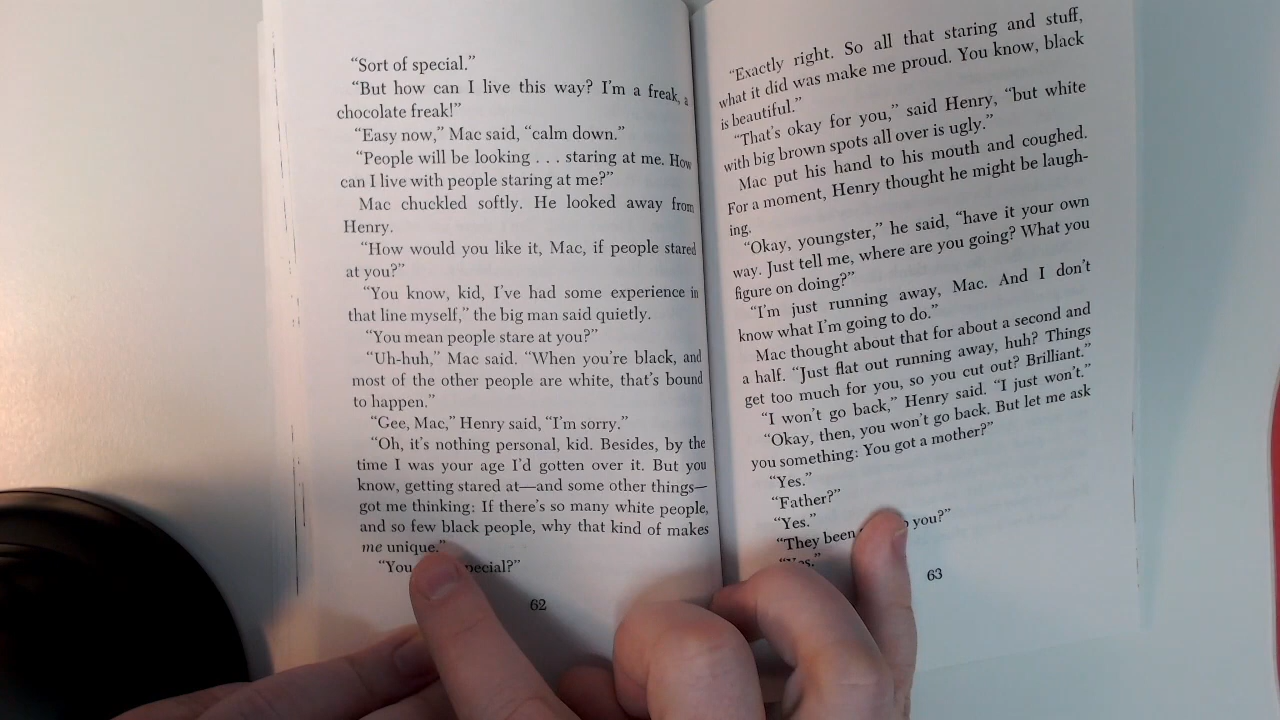 “Sort of special.”
“But how can I live this way? I'm a freak, a
chocolate freak!”
“Easy now,” Mac said, “calm down.”
“People will be looking . . . staring at me. How
can I live with people staring at me?”
Mac chuckled softly. He looked away from
Henry.
“How would you like it, Mac, if people stared
at you?”
“You know, kid, I've had some experience in
that line myself,” the big man said quietly.
“You mean people stare at you?”
“Uh-huh,” Mac said. “When you're black, and
most of the other people are white, that's bound
to happen.”
“Gee, Mac,” Henry said, “I'm sorry.”
“Oh, it's nothing personal, kid. Besides, by the
time I was your age I'd gotten over it. But you
know, getting stared at—and some other things—
got me thinking: If there's so many white people,
and so few black people, why that kind of makes
me unique.”
“You special?”
62
“Exactly right. So all that staring and stuff,
what it did was make me proud. You know, black
is beautiful.”
“That's okay for you,” said Henry, “but white
with big brown spots all over is ugly.”
Mac put his hand to his mouth and coughed.
For a moment, Henry thought he might be laugh-
ing.
“Okay, youngster,” he said, “have it your own
way. Just tell me, where are you going? What you
figure on doing?”
“I'm just running away, Mac. And I don't
know what I'm going to do.”
Mac thought about that for about a second and
a half. “Just flat out running away, huh? Things
get too much for you, so you cut out? Brilliant.”
“I won't go back,” Henry said. “I just won't.”
“Okay, then, you won't go back. But let me ask
you something: You got a mother?”
“Yes.”
“Father?”
“Yes.”
“They been you?”
“Yes.”
63